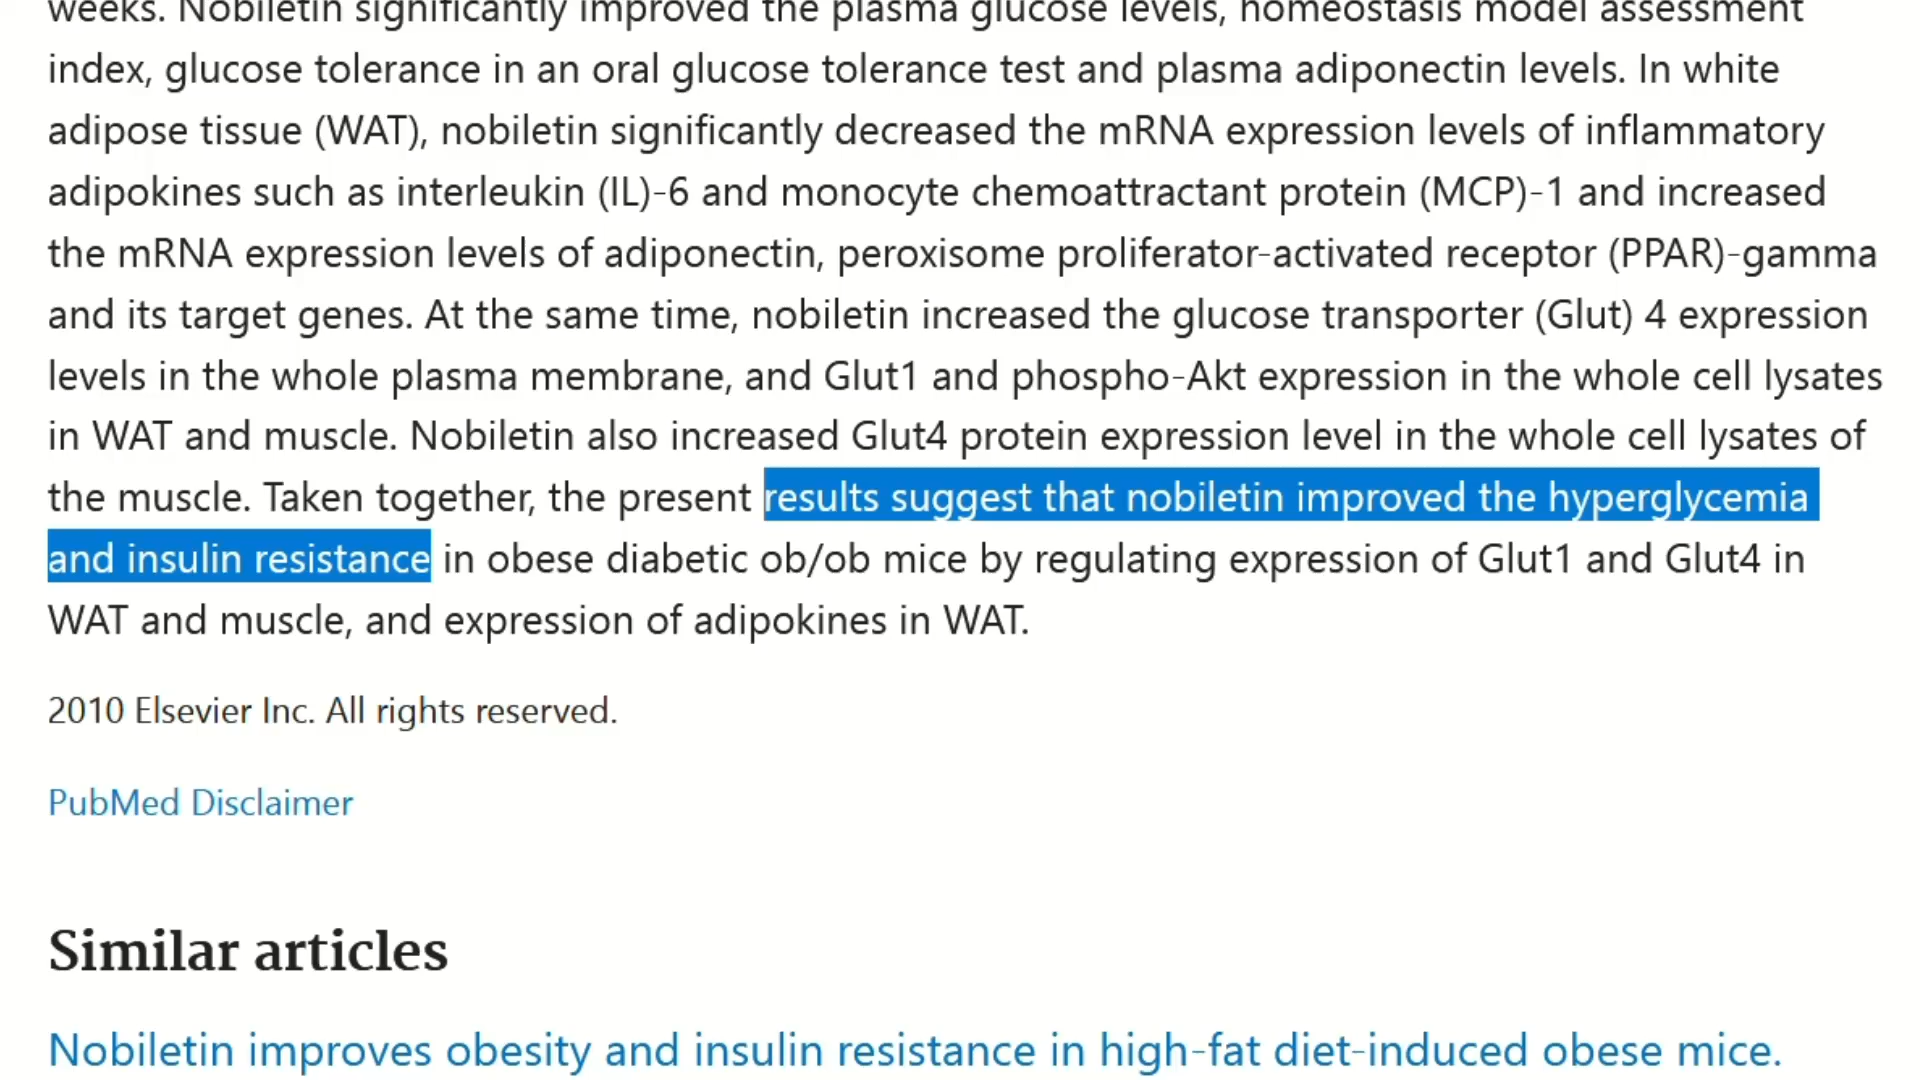 weeks. Nobiletin significantly improved the plasma glucose levels, homeostasis model assessment
index, glucose tolerance in an oral glucose tolerance test and plasma adiponectin levels. In white
adipose tissue (WAT), nobiletin significantly decreased the mRNA expression levels of inflammatory
adipokines such as interleukin (IL)-6 and monocyte chemoattractant protein (MCP)-1 and increased
the mRNA expression levels of adiponectin, peroxisome proliferator-activated receptor (PPAR)-gamma
and its target genes. At the same time, nobiletin increased the glucose transporter (Glut) 4 expression
levels in the whole plasma membrane, and Glut1 and phospho-Akt expression in the whole cell lysates
in WAT and muscle. Nobiletin also increased Glut4 protein expression level in the whole cell lysates of
the muscle. Taken together, the present results suggest that nobiletin improved the hyperglycemia
and insulin resistance in obese diabetic ob/ob mice by regulating expression of Glut1 and Glut4 in
WAT and muscle, and expression of adipokines in WAT.
2010 Elsevier Inc. All rights reserved.
PubMed Disclaimer
Similar articles
Nobiletin improves obesity and insulin resistance in high-fat diet-induced obese mice.